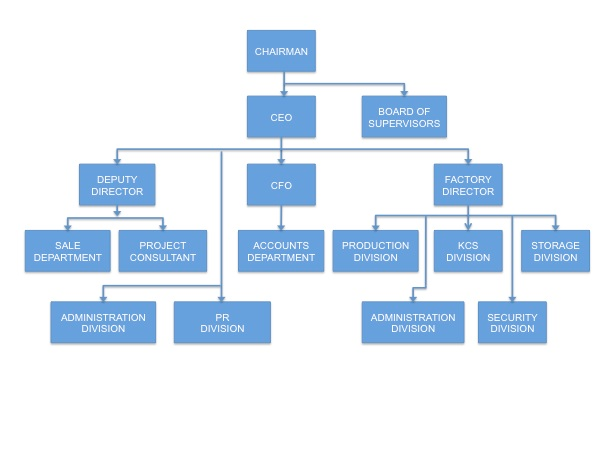 CHAIRMAN
CEO
BOARD OF
SUPERVISORS
DEPUTY
DIRECTOR
CFO
FACTORY
DIRECTOR
SALE
DEPARTMENT
PROJECT
CONSULTANT
ACCOUNTS
DEPARTMENT
PRODUCTION
DIVISION
KCS
DIVISION
STORAGE
DIVISION
ADMINISTRATION
DIVISION
PR
DIVISION
ADMINISTRATION
DIVISION
SECURITY
DIVISION